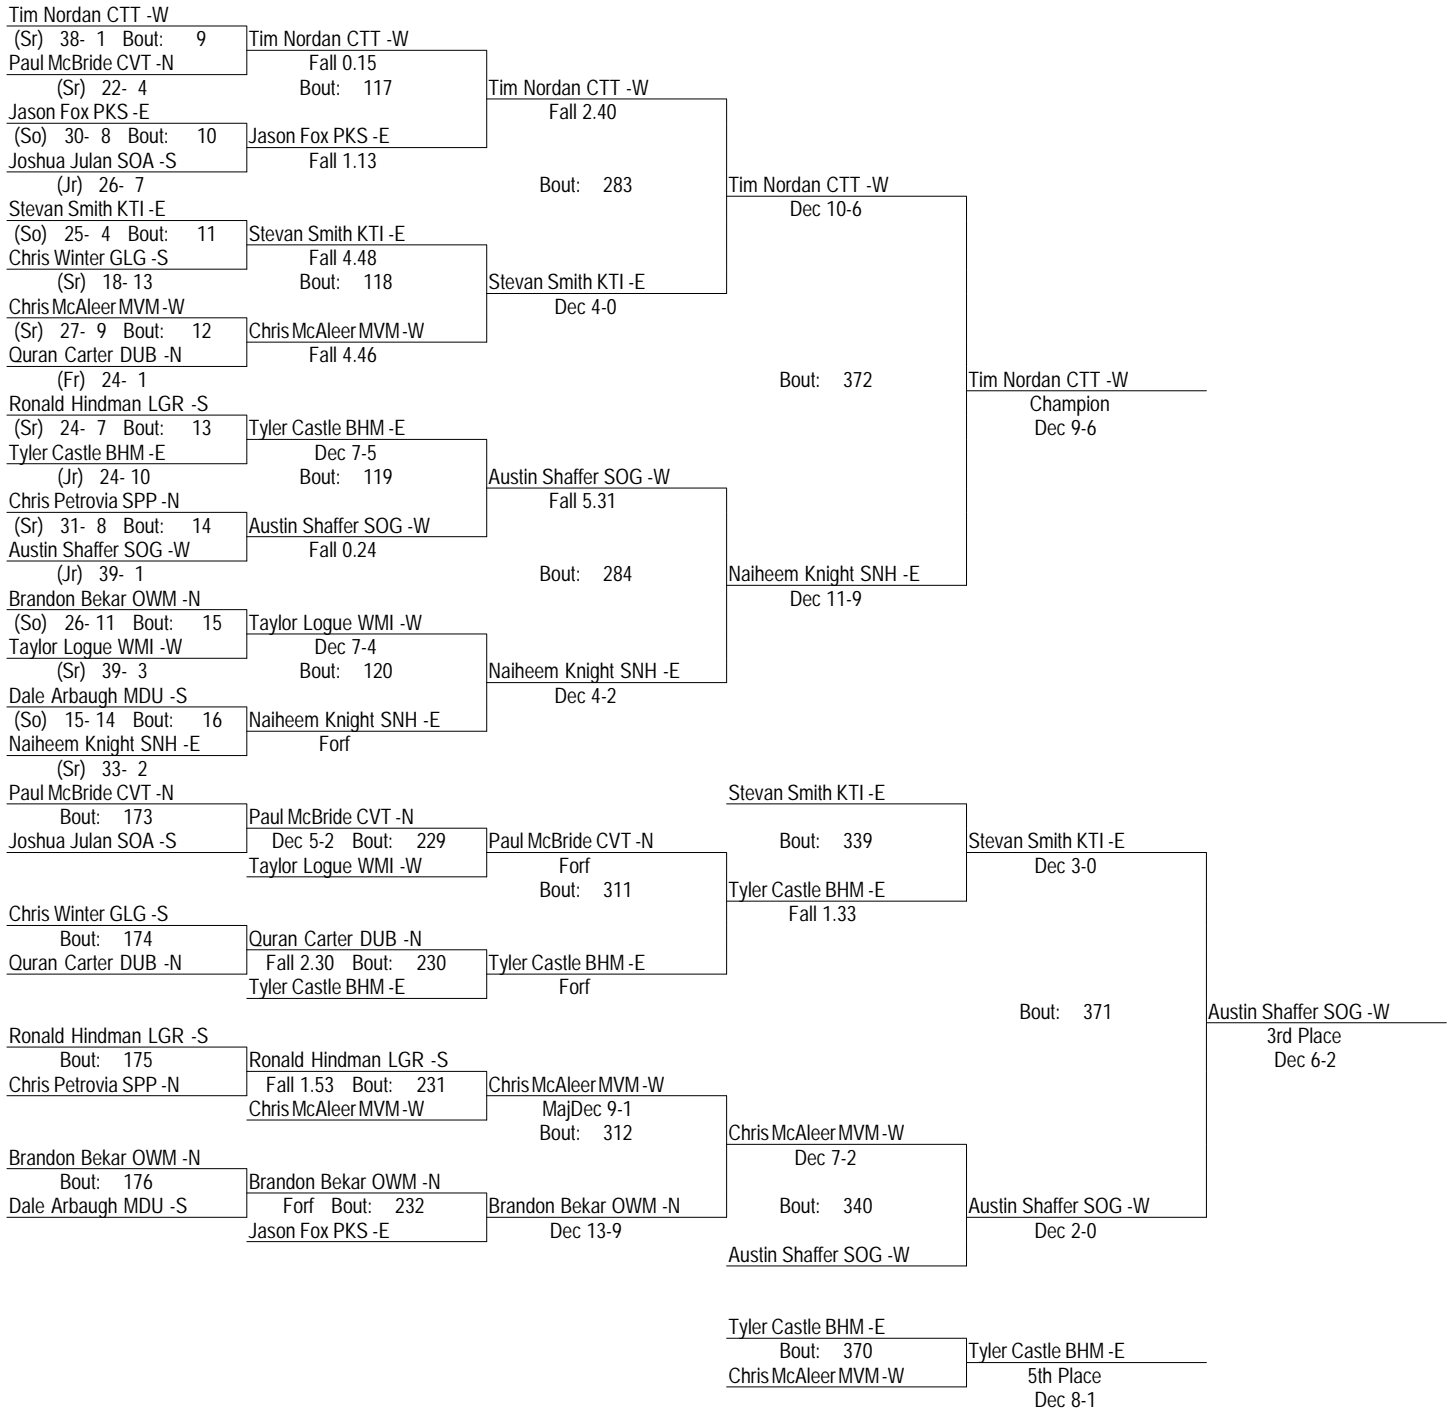 Tim Nordan CTT -W
(Sr) 38- 1 Bout: 9 Tim Nordan CTT -W
Paul McBride CVT -N Fall 0.15
(Sr) 22- 4 Bout: 117 Tim Nordan CTT -W
Jason Fox PKS -E Fall 2.40
(So) 30- 8 Bout: 10 Jason Fox PKS -E
Joshua Julan SOA -S Fall 1.13
(Jr) 26- 7 Bout: 283 Tim Nordan CTT -W
Stevan Smith KTI -E Dec 10-6
(So) 25- 4 Bout: 11 Stevan Smith KTI -E
Chris Winter GLG -S Fall 4.48
(Sr) 18- 13 Bout: 118 Stevan Smith KTI -E
Chris McAleer MVM -W Dec 4-0
(Sr) 27- 9 Bout: 12 Chris McAleer MVM -W
Quran Carter DUB -N Fall 4.46
(Fr) 24- 1 Bout: 372 Tim Nordan CTT -W
Ronald Hindman LGR -S Champion
(Sr) 24- 7 Bout: 13 Tyler Castle BHM -E Dec 9-6
Tyler Castle BHM -E Dec 7-5
(Jr) 24- 10 Bout: 119 Austin Shaffer SOG -W
Chris Petrovia SPP -N Fall 5.31
(Sr) 31- 8 Bout: 14 Austin Shaffer SOG -W
Austin Shaffer SOG -W Fall 0.24
(Jr) 39- 1 Bout: 284 Naiheem Knight SNH -E
Brandon Bekar OWM -N Dec 11-9
(So) 26- 11 Bout: 15 Taylor Logue WMI -W
Taylor Logue WMI -W Dec 7-4
(Sr) 39- 3 Bout: 120 Naiheem Knight SNH -E
Dale Arbaugh MDU -S Dec 4-2
(So) 15- 14 Bout: 16 Naiheem Knight SNH -E
Naiheem Knight SNH -E Forf
(Sr) 33- 2
Paul McBride CVT -N Stevan Smith KTI -E
Bout: 173 Paul McBride CVT -N
Joshua Julan SOA -S Dec 5-2 Bout: 229 Paul McBride CVT -N Bout: 339 Stevan Smith KTI -E
Taylor Logue WMI -W Forf Dec 3-0
Bout: 311 Tyler Castle BHM -E
Chris Winter GLG -S Fall 1.33
Bout: 174 Quran Carter DUB -N
Quran Carter DUB -N Fall 2.30 Bout: 230 Tyler Castle BHM -E
Tyler Castle BHM -E Forf
Bout: 371 Austin Shaffer SOG -W
Ronald Hindman LGR -S 3rd Place
Bout: 175 Ronald Hindman LGR -S Dec 6-2
Chris Petrovia SPP -N Fall 1.53 Bout: 231 Chris McAleer MVM -W
Chris McAleer MVM -W MajDec 9-1
Bout: 312 Chris McAleer MVM -W
Brandon Bekar OWM -N Dec 7-2
Bout: 176 Brandon Bekar OWM -N
Dale Arbaugh MDU -S Forf Bout: 232 Brandon Bekar OWM -N Bout: 340 Austin Shaffer SOG -W
Jason Fox PKS -E Dec 13-9 Dec 2-0
Austin Shaffer SOG -W
Tyler Castle BHM -E
Bout: 370 Tyler Castle BHM -E
Chris McAleer MVM -W 5th Place
Dec 8-1